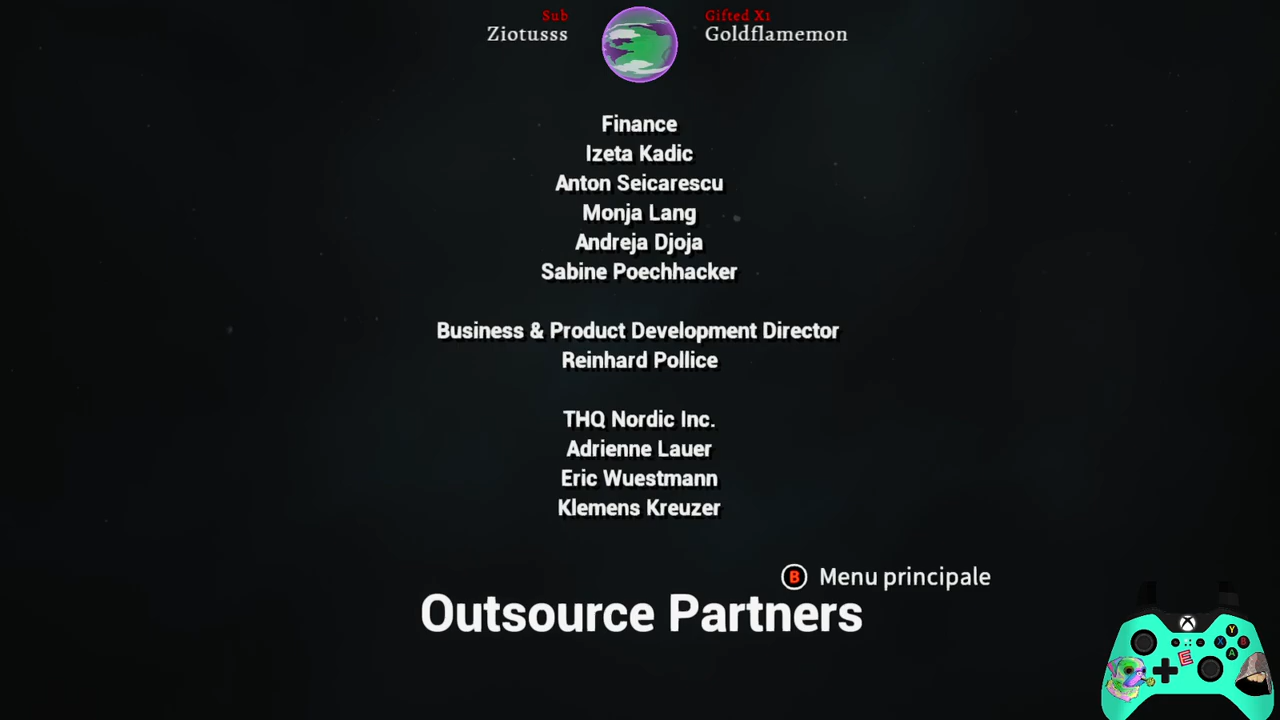 Sub
Ziotusss
Gifted X1
Goldflamemon
Finance
Izeta Kadic
Anton Seicarescu
Monja Lang
Andreja Djoja
Sabine Poechhacker
Business & Product Development Director
Reinhard Pollice
THQ Nordic Inc.
Adrienne Lauer
Eric Wuestmann
Klemens Kreuzer
B Menu principale
Outsource Partners
Y
X
B
A
E